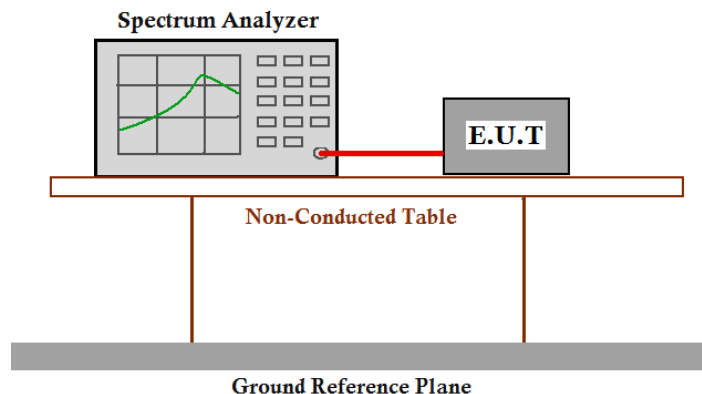 Spectrum Analyzer
E.U.T
Non-Conducted Table
Ground Reference Plane